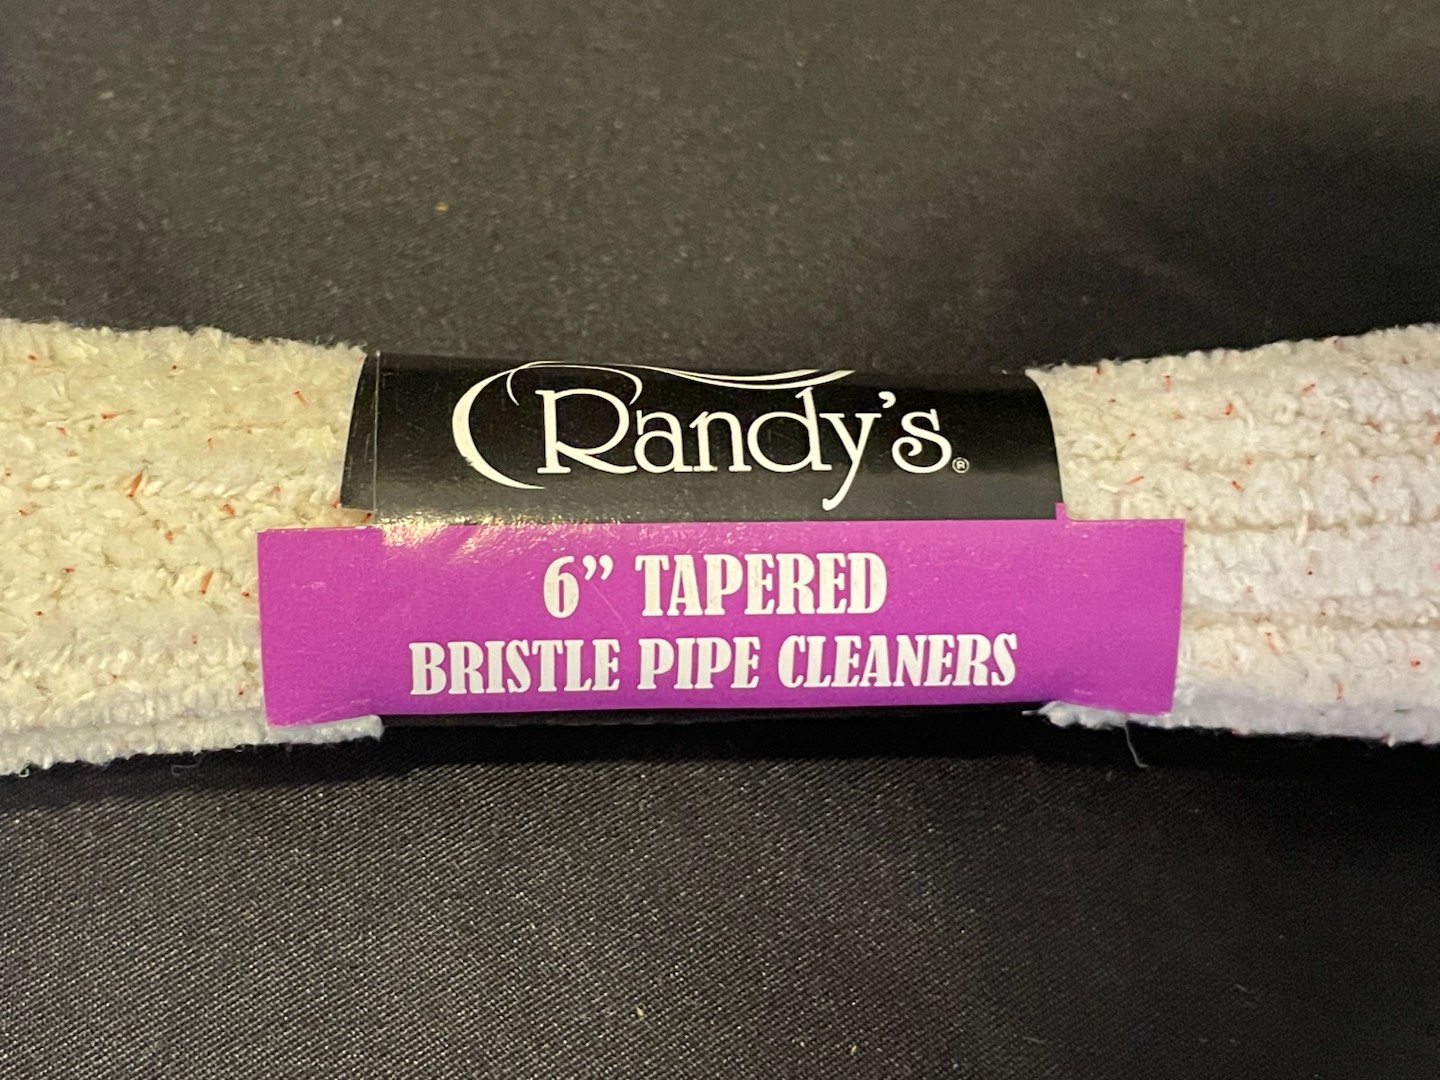 Randy's®
6” TAPERED
BRISTLE PIPE CLEANERS